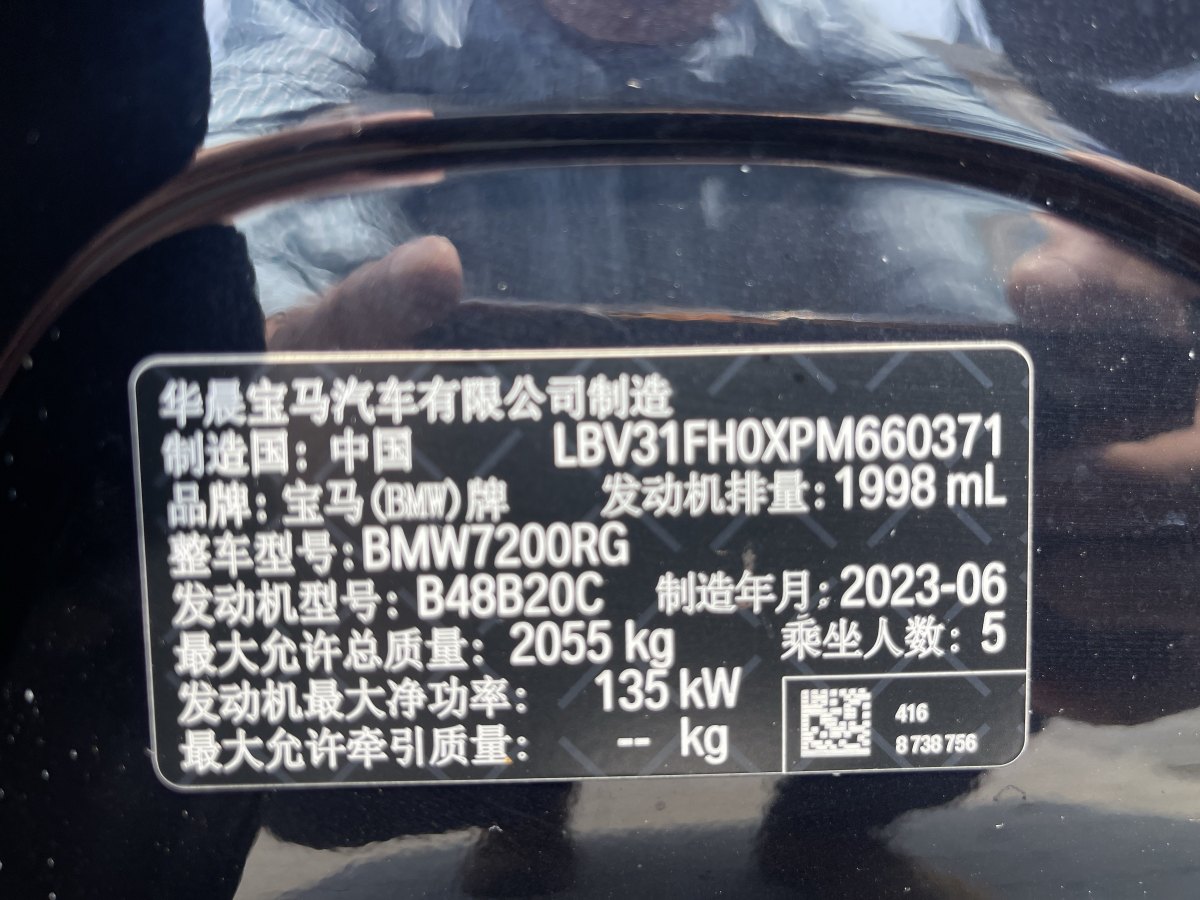 华晨宝马汽车有限公司制造
制造国：中国 LBV31FH0XPM660371
品牌：宝马(BMW)牌 发动机排量：1998 mL
整车型号：BMW7200RG
发动机型号：B48B20C 制造年月：2023-06
最大允许总质量：2055 kg 乘坐人数：5
发动机最大净功率：135 kW
最大允许牵引质量：-- kg
416
8 738 756